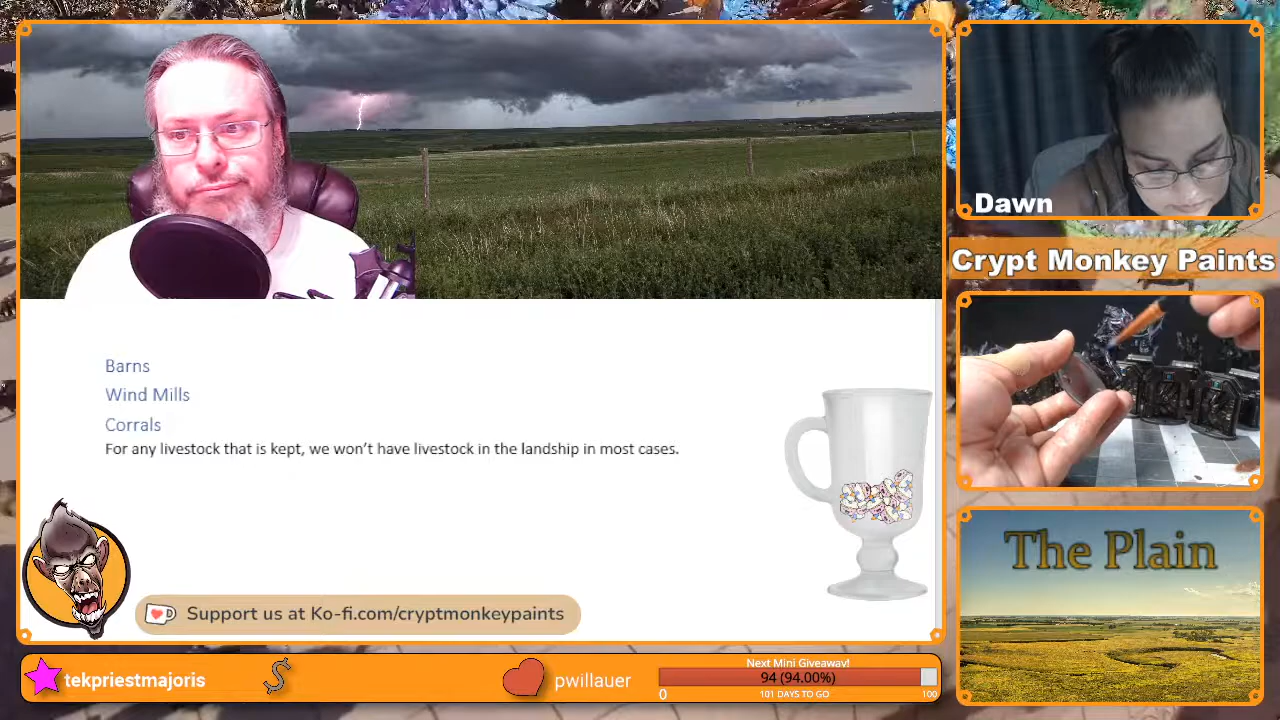 Dawn
Crypt Monkey Paints
Barns
Wind Mills
Corrals
For any livestock that is kept, we won't have livestock in the landship in most cases.
The Plain
Support us at Ko-fi.com/cryptmonkeypaints
tekpriestmajoris
pwillauer
Next Mini Giveaway!
94 (94.00%)
0 101 DAYS TO GO 100